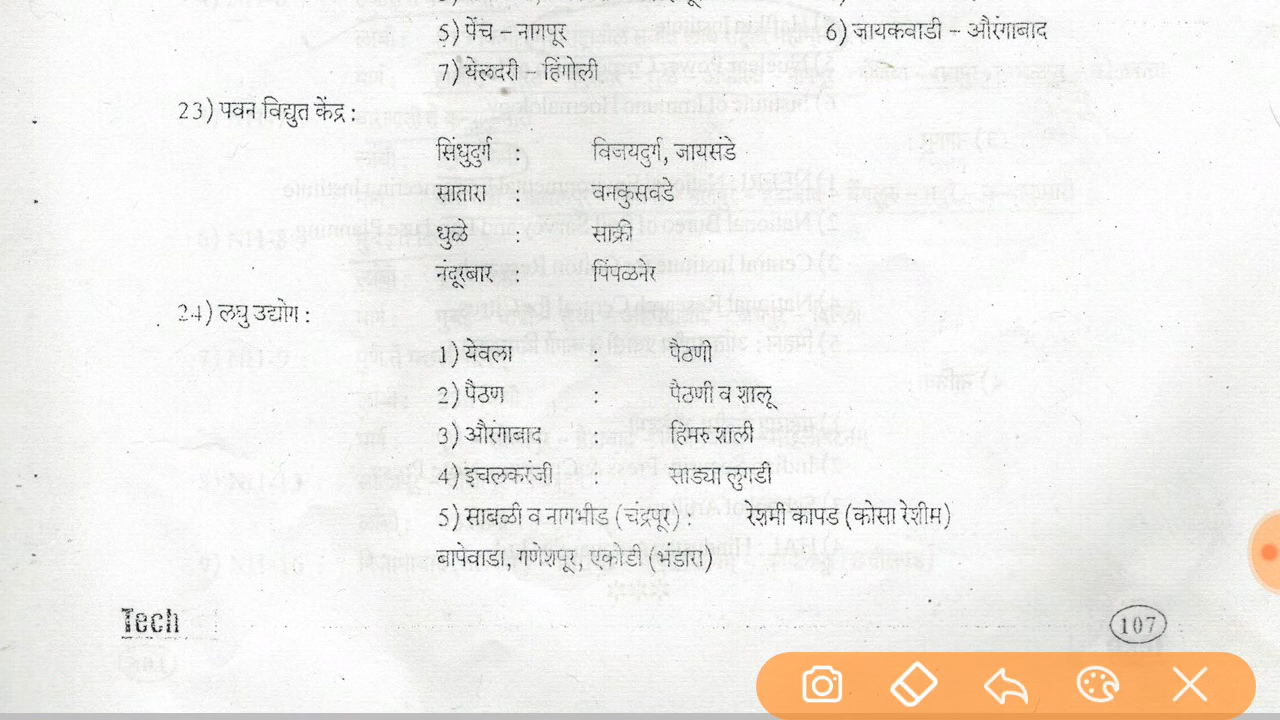 5) पेंच – नागपूर 6) जायकवाडी – औरंगाबाद
7) येलदरी – हिंगोली
23) पवन विद्युत केंद्र :
सिंधुदुर्ग : विजयदुर्ग, जायसंडे
सातारा : वनकुसवडे
धुळे : साक्री
नंदूरबार : पिंपळनेर
24) लघु उद्योग :
1) येवला : पैठणी
2) पैठण : पैठणी व शालू
3) औरंगाबाद : हिमरु शाली
4) इचलकरंजी : साड्या लुगडी
5) सावळी व नागभीड (चंद्रपूर) : रेशमी कापड (कोसा रेशीम)
बापेवाडा, गणेशपूर, एकोडी (भंडारा)
Tech 107